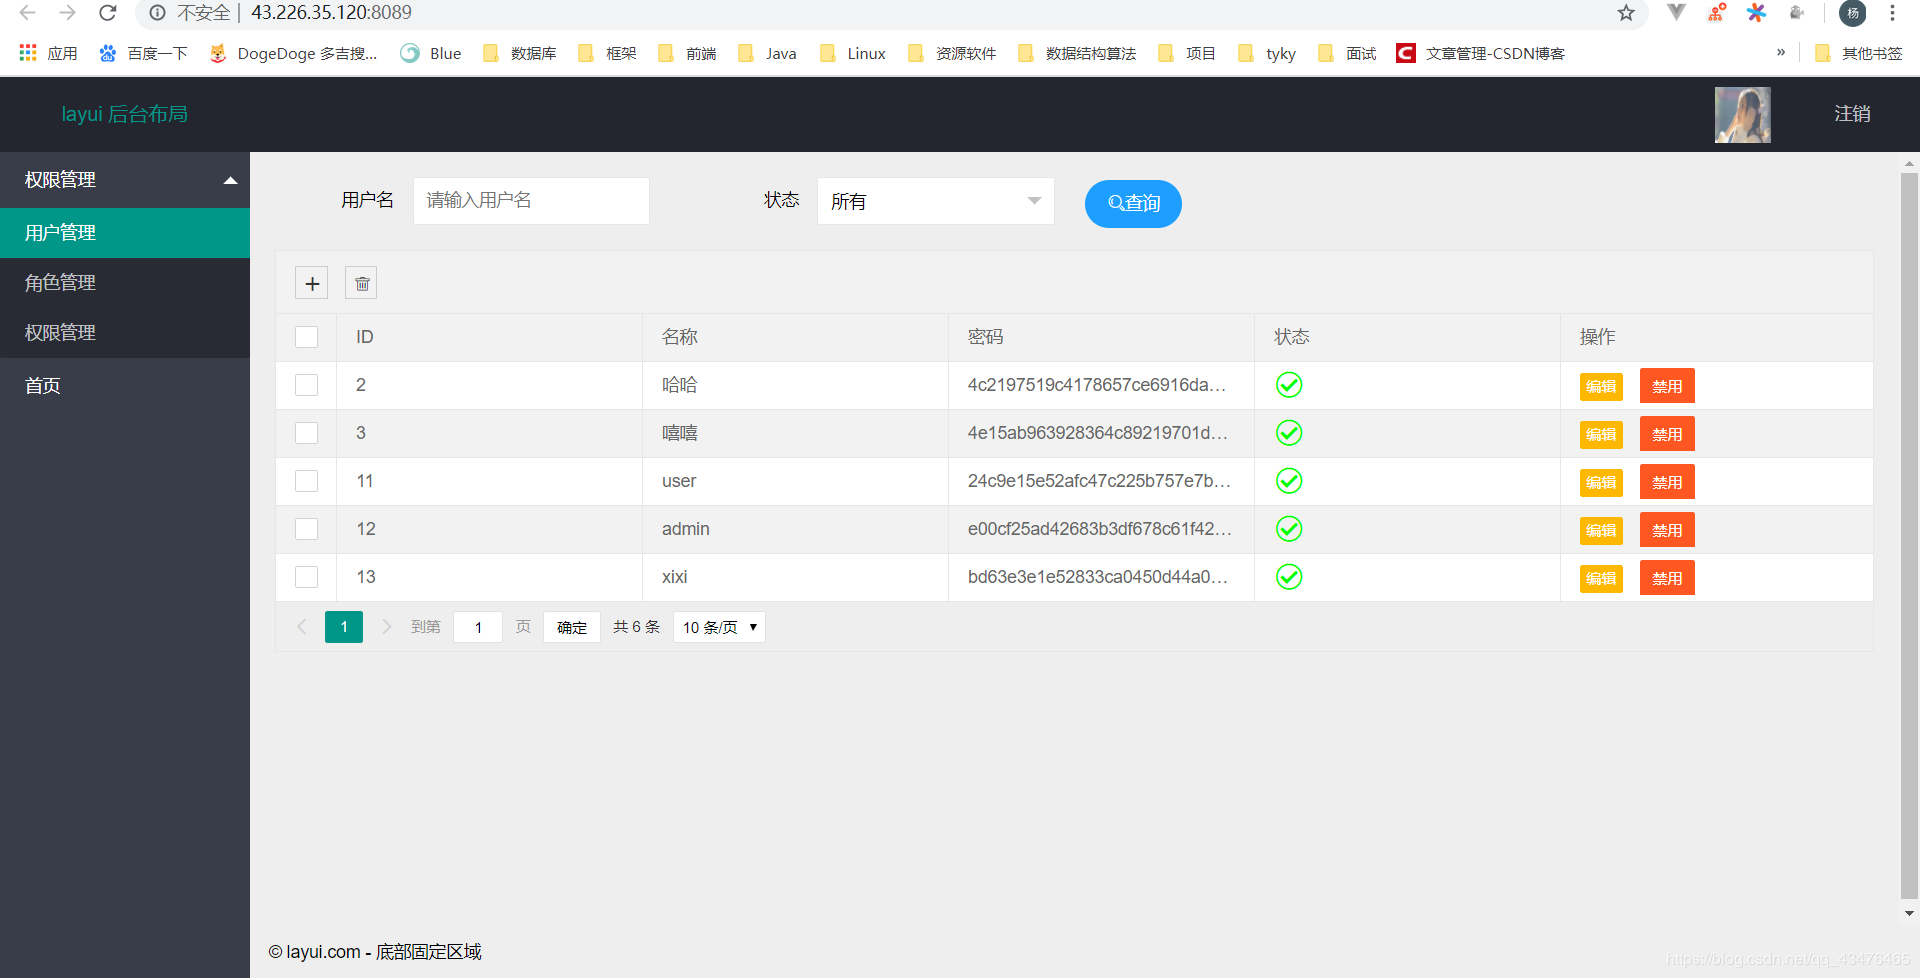 不安全 | 43.226.35.120:8089
应用 百度一下 DogeDoge 多吉搜... Blue 数据库 框架 前端 Java Linux 资源软件 数据结构算法 项目 tyky 面试 C 文章管理-CSDN博客 » 其他书签
杨
layui 后台布局 注销
权限管理
用户管理
角色管理
权限管理
首页
用户名 请输入用户名 状态 所有 查询
ID 名称 密码 状态 操作
2 哈哈 4c2197519c4178657ce6916da... 编辑 禁用
3 嘻嘻 4e15ab963928364c89219701d... 编辑 禁用
11 user 24c9e15e52afc47c225b757e7b... 编辑 禁用
12 admin e00cf25ad42683b3df678c61f42... 编辑 禁用
13 xixi bd63e3e1e52833ca0450d44a0... 编辑 禁用
1 到第 1 页 确定 共 6 条 10 条/页
© layui.com - 底部固定区域
https://blog.csdn.net/qq_43476465